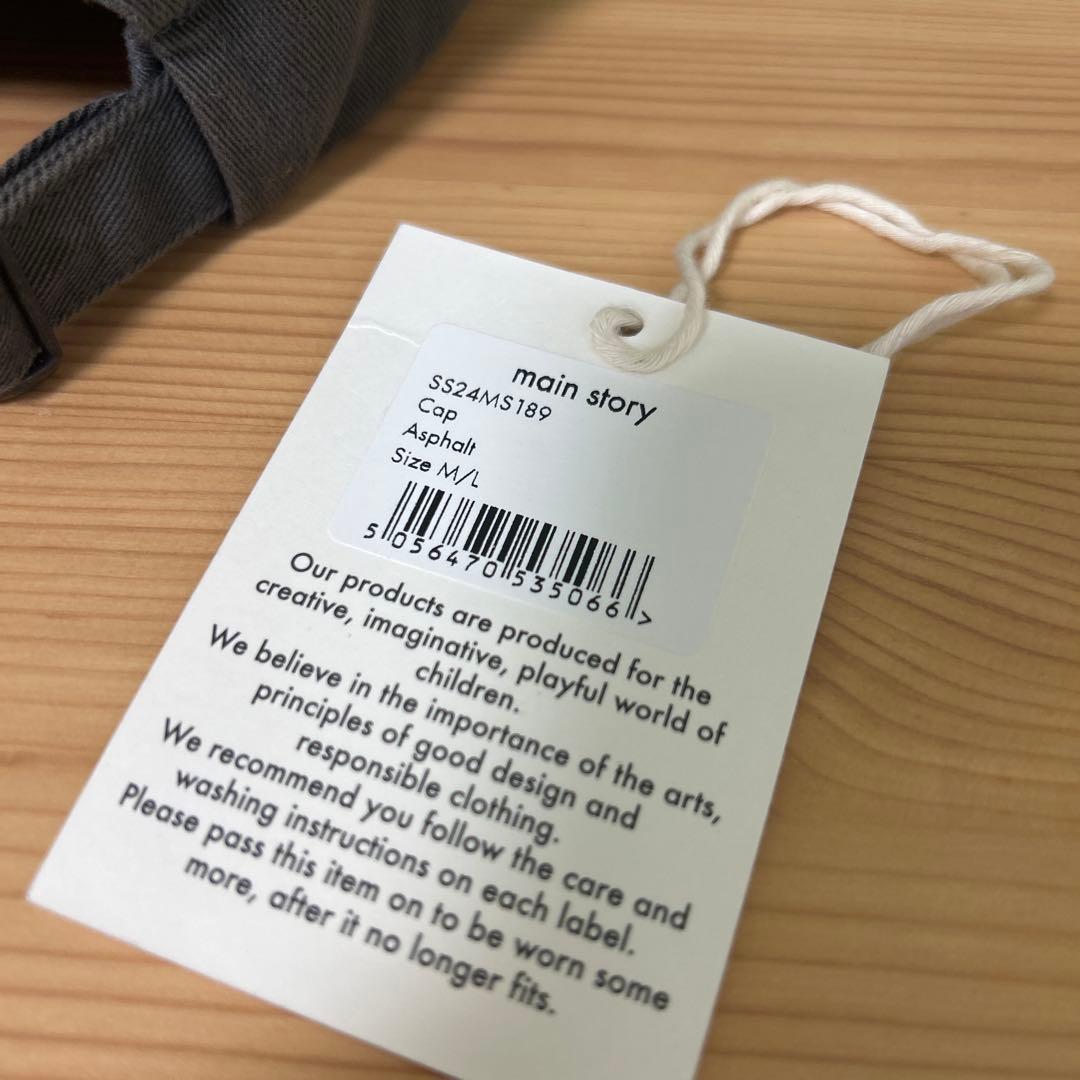 main story
SS24MS189
Cap
Asphalt
Size M/L
5 056470 535066 >
Our products are produced for the
creative, imaginative, playful world of
children.
We believe in the importance of the arts,
principles of good design and
responsible clothing.
We recommend you follow the care and
washing instructions on each label.
Please pass this item on to be worn some
more, after it no longer fits.